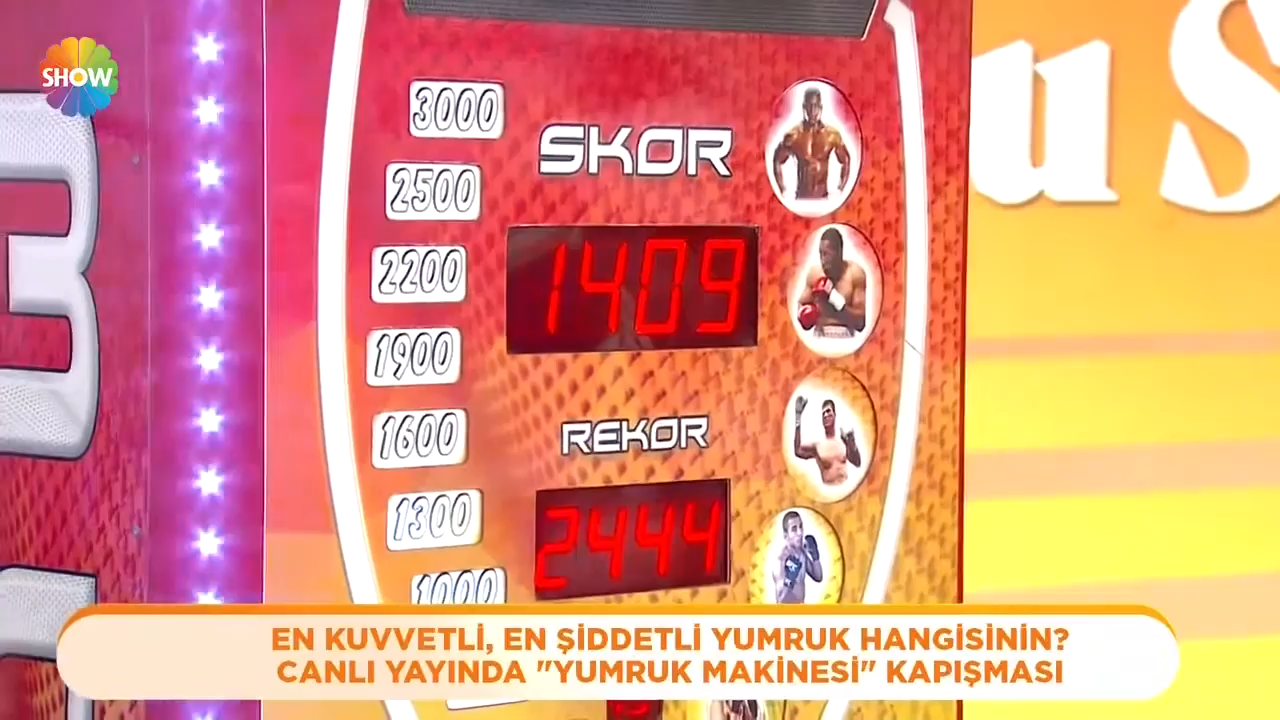 SHOW
u S
3000
SKOR
2500
2200
1409
1900
1600
REKOR
1300
2444
1000
EN KUVVETLİ, EN ŞİDDETLİ YUMRUK HANGİSİNİN?
CANLI YAYINDA "YUMRUK MAKİNESİ" KAPIŞMASI